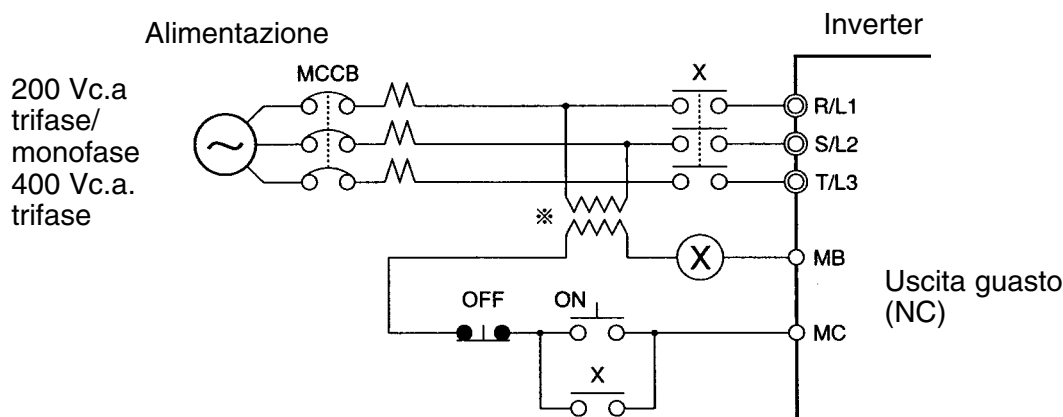 Alimentazione
Inverter
200 Vc.a
trifase/
monofase
400 Vc.a.
trifase
MCCB
X
R/L1
S/L2
T/L3
※
X
MB
Uscita guasto
(NC)
OFF
ON
MC
X